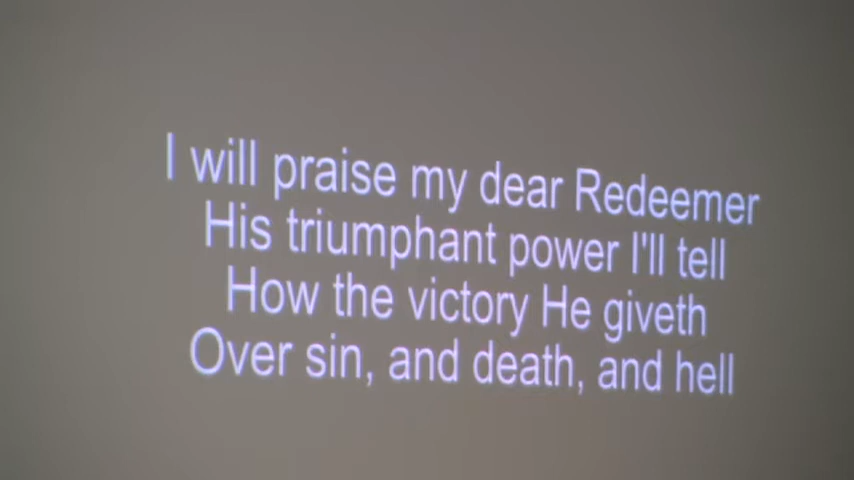 I will praise my dear Redeemer
His triumphant power I'll tell
How the victory He giveth
Over sin, and death, and hell